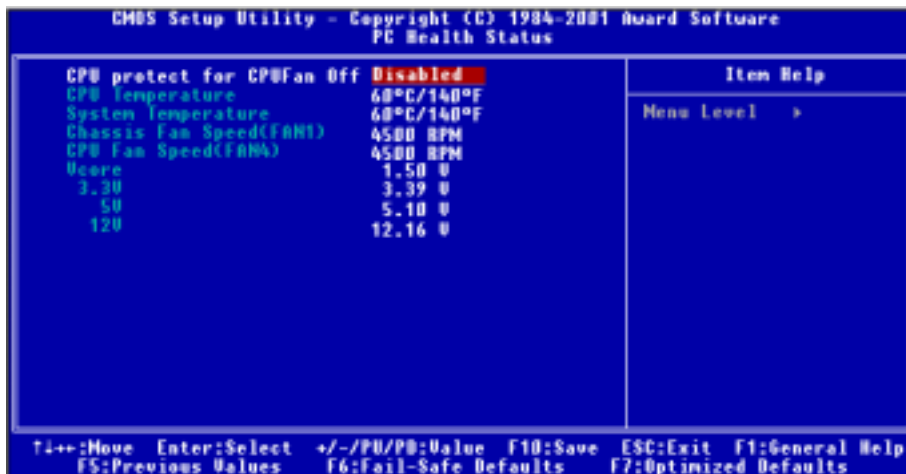 CMOS Setup Utility - Copyright (C) 1984-2001 Award Software
PC Health Status
CPU protect for CPUFan Off Disabled
CPU Temperature 60°C/140°F
System Temperature 60°C/140°F
Chassis Fan Speed(FAN1) 4500 RPM
CPU Fan Speed(FAN4) 4500 RPM
Vcore 1.50 V
3.3V 3.39 V
5V 5.10 V
12V 12.16 V
Item Help
Menu Level ▸
↑↓←→:Move Enter:Select +/-/PU/PD:Value F10:Save ESC:Exit F1:General Help
F5:Previous Values F6:Fail-Safe Defaults F7:Optimized Defaults